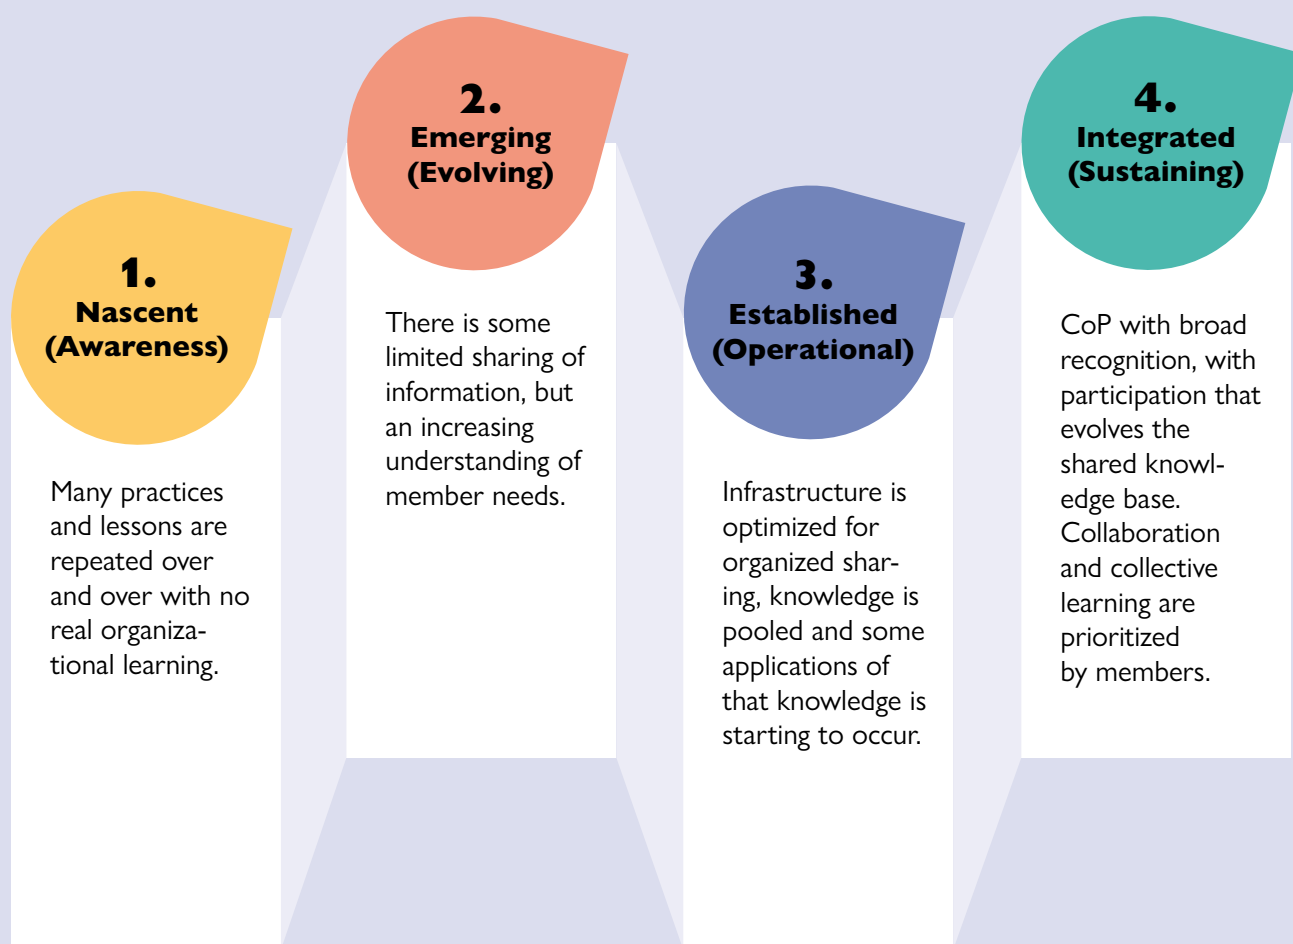 1.
Nascent
(Awareness)
Many practices
and lessons are
repeated over
and over with no
real organiza-
tional learning.
2.
Emerging
(Evolving)
There is some
limited sharing of
information, but
an increasing
understanding of
member needs.
3.
Established
(Operational)
Infrastructure is
optimized for
organized shar-
ing, knowledge is
pooled and some
applications of
that knowledge is
starting to occur.
4.
Integrated
(Sustaining)
CoP with broad
recognition, with
participation that
evolves the
shared knowl-
edge base.
Collaboration
and collective
learning are
prioritized
by members.